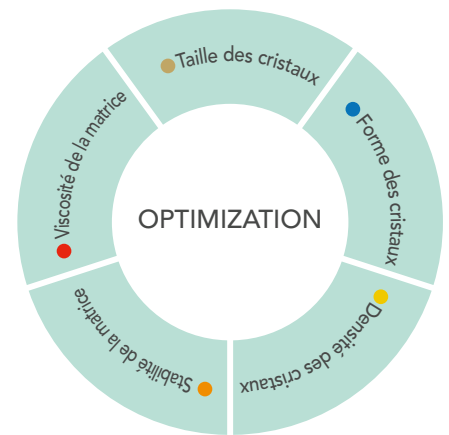 Taille des cristaux
Forme des cristaux
Densité des cristaux
Stabilité de la matrice
Viscosité de la matrice
OPTIMIZATION